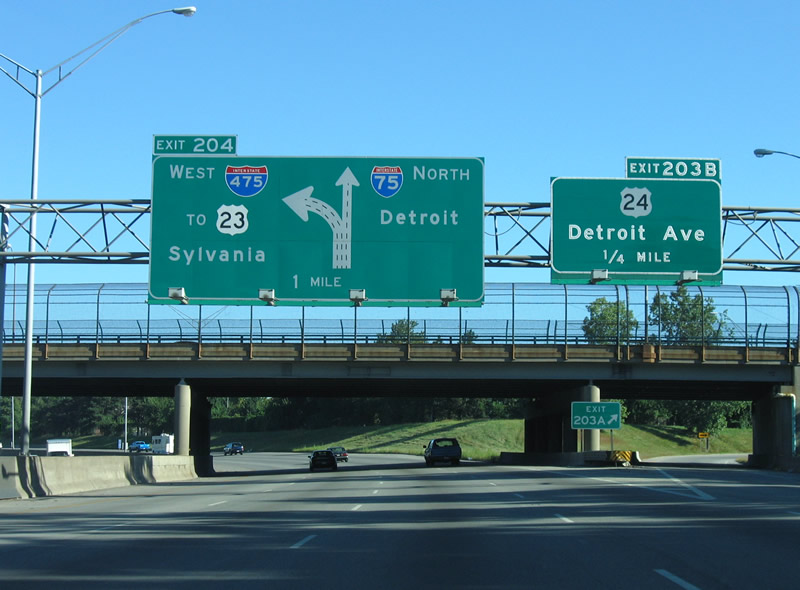 EXIT 204
WEST INTERSTATE 475
INTERSTATE 75 NORTH
TO 23
Detroit
Sylvania
1 MILE
EXIT 203B
24
Detroit Ave
1/4 MILE
EXIT
203A